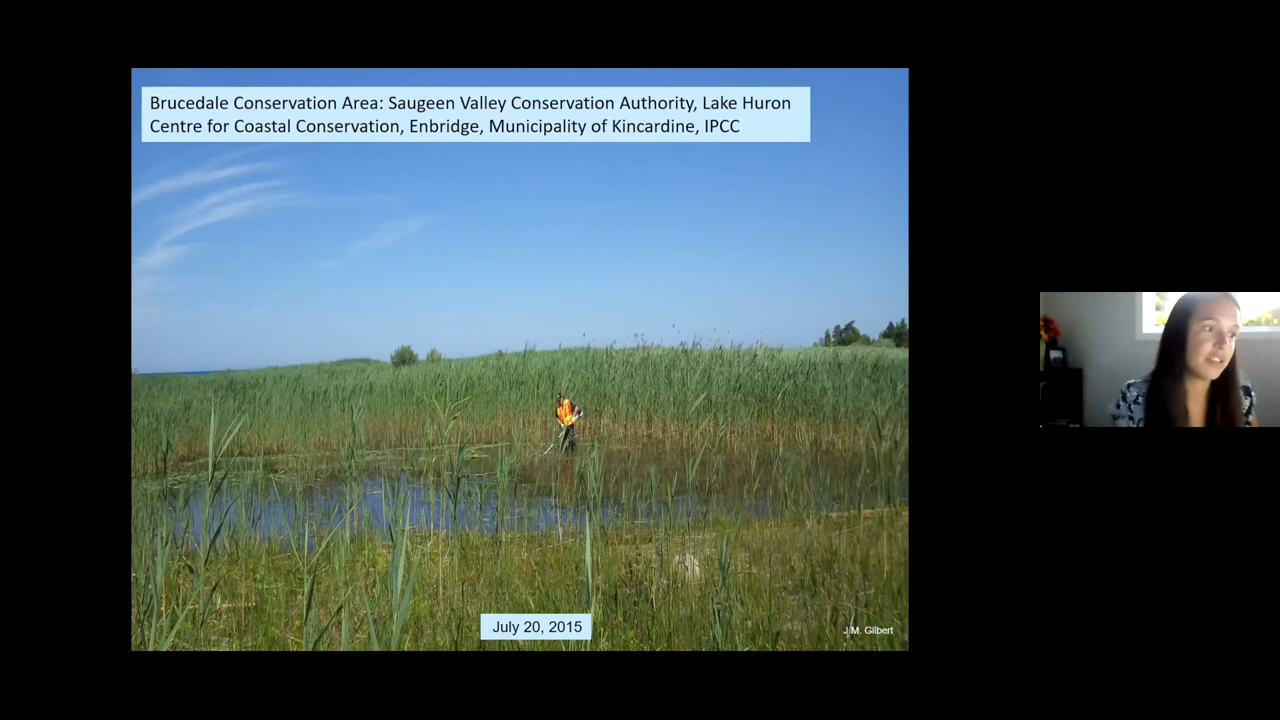 Brucedale Conservation Area: Saugeen Valley Conservation Authority, Lake Huron
Centre for Coastal Conservation, Enbridge, Municipality of Kincardine, IPCC
July 20, 2015
J.M. Gilbert